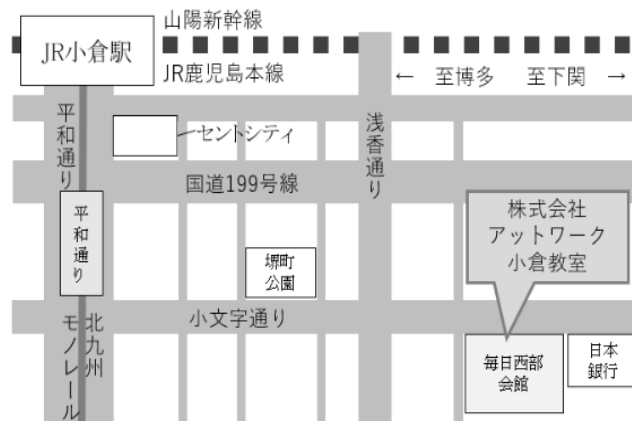 山陽新幹線
JR小倉駅
JR鹿児島本線
← 至博多 至下関 →
平和通り
セントシティ
浅香通り
国道199号線
平和通り
株式会社
アットワーク
小倉教室
堺町
公園
小文字通り
北九州
モノレール
毎日西部
会館
日本
銀行